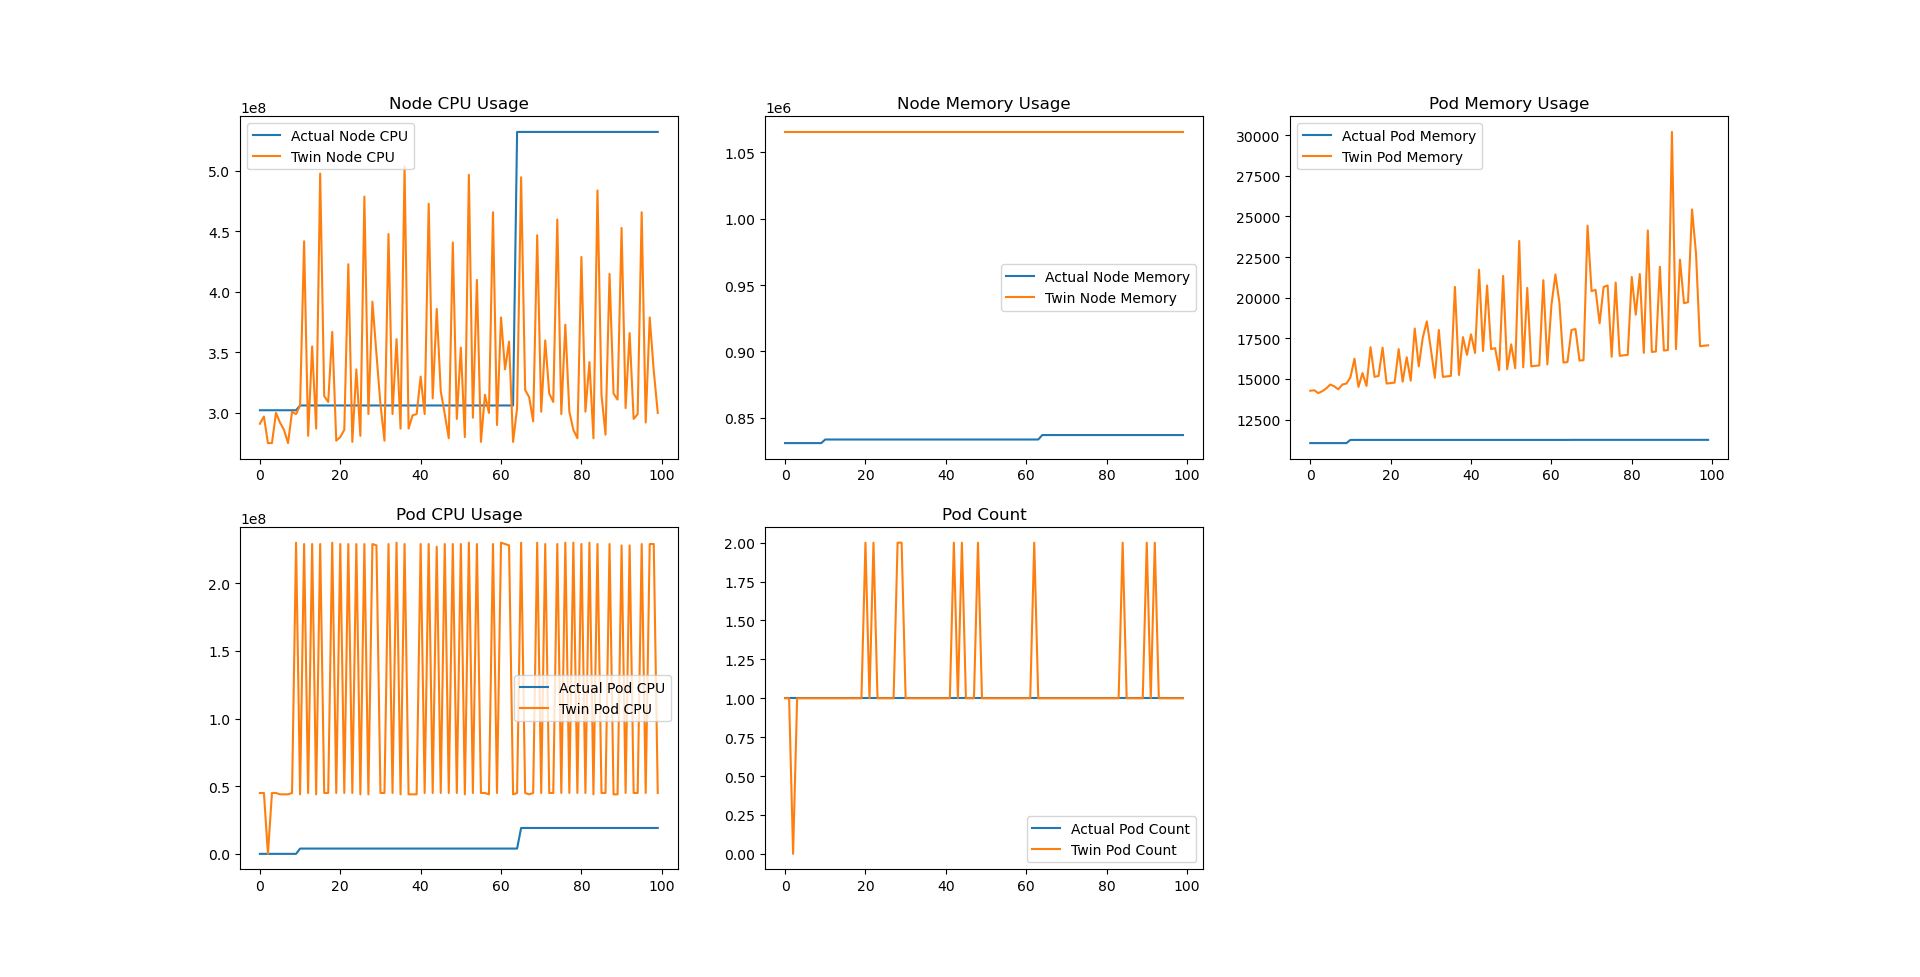 Node CPU Usage
1e8
Actual Node CPU
Twin Node CPU
5.0
4.5
4.0
3.5
3.0
0 20 40 60 80 100
Node Memory Usage
1e6
1.05
1.00
0.95
0.90
0.85
Actual Node Memory
Twin Node Memory
0 20 40 60 80 100
Pod Memory Usage
Actual Pod Memory
Twin Pod Memory
30000
27500
25000
22500
20000
17500
15000
12500
0 20 40 60 80 100
Pod CPU Usage
1e8
2.0
1.5
1.0
0.5
0.0
Actual Pod CPU
Twin Pod CPU
0 20 40 60 80 100
Pod Count
2.00
1.75
1.50
1.25
1.00
0.75
0.50
0.25
0.00
Actual Pod Count
Twin Pod Count
0 20 40 60 80 100